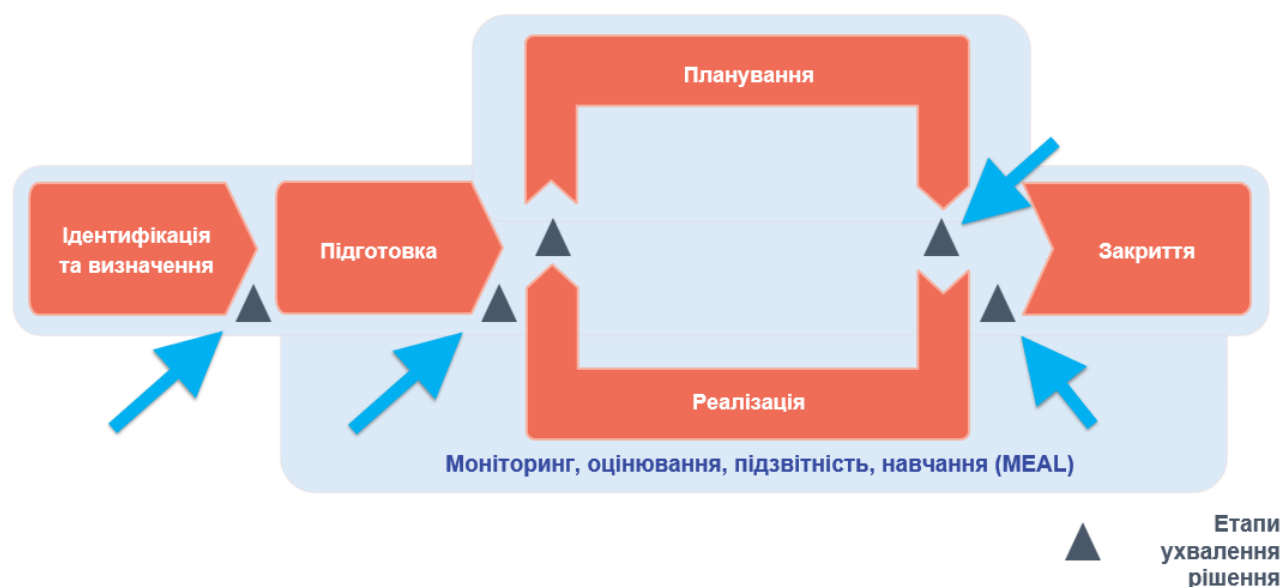 Планування
Ідентифікація
та визначення
Підготовка
Закриття
Реалізація
Моніторинг, оцінювання, підзвітність, навчання (MEAL)
Етапи
ухвалення
рішення